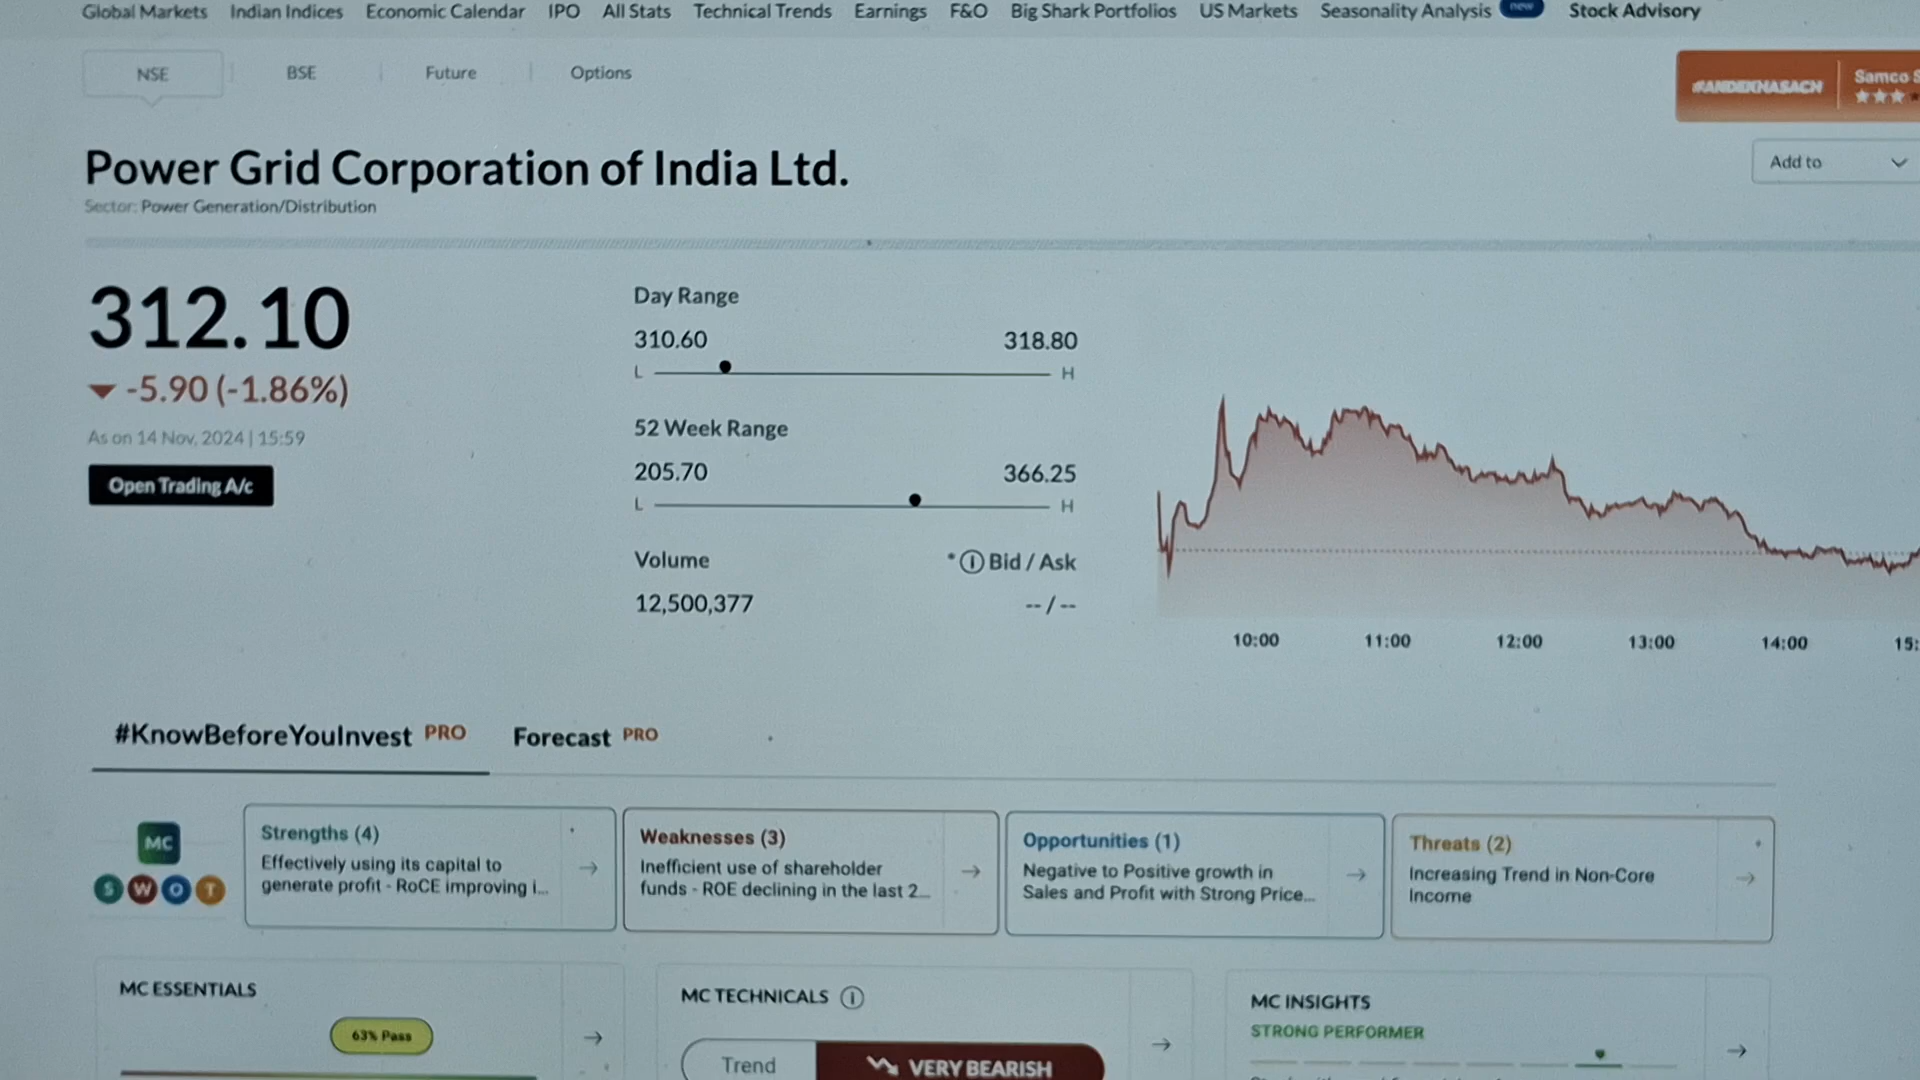 Global Markets Indian Indices Economic Calendar IPO All Stats Technical Trends Earnings F&O Big Shark Portfolios US Markets Seasonality Analysis new Stock Advisory
NSE BSE Future Options
#ANDEKHASACH Samco S
Power Grid Corporation of India Ltd.
Add to
Sector: Power Generation/Distribution
312.10
-5.90 (-1.86%)
As on 14 Nov, 2024 | 15:59
Open Trading A/c
Day Range
310.60 318.80
L H
52 Week Range
205.70 366.25
L H
Volume * Bid / Ask
12,500,377 -- / --
10:00 11:00 12:00 13:00 14:00 15:
#KnowBeforeYouInvest PRO Forecast PRO
MC
S W O T
Strengths (4)
Effectively using its capital to
generate profit - RoCE improving i...
Weaknesses (3)
Inefficient use of shareholder
funds - ROE declining in the last 2...
Opportunities (1)
Negative to Positive growth in
Sales and Profit with Strong Price...
Threats (2)
Increasing Trend in Non-Core
Income
MC ESSENTIALS
63% Pass
MC TECHNICALS
Trend VERY BEARISH
MC INSIGHTS
STRONG PERFORMER